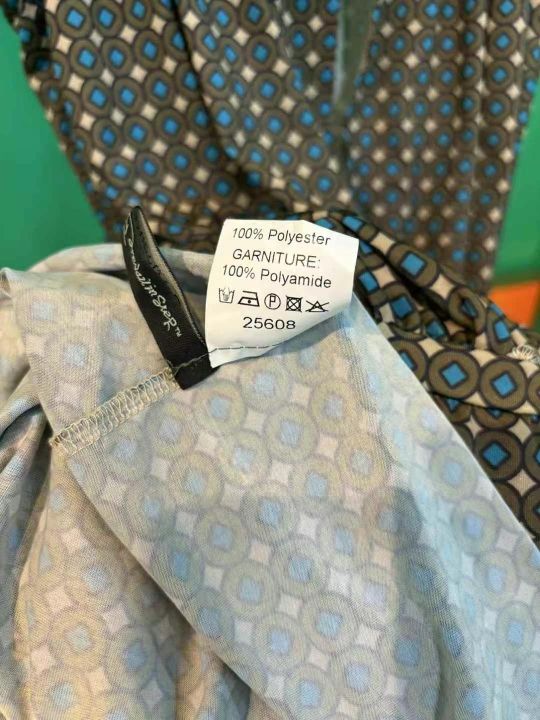 100% Polyester
GARNITURE:
100% Polyamide
P
25608